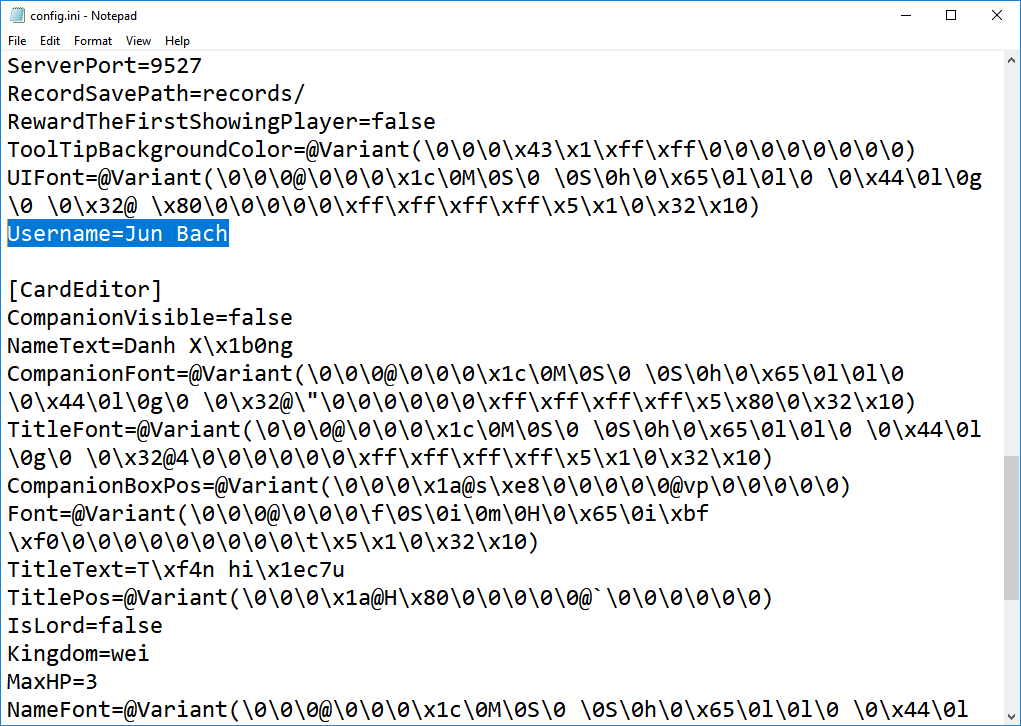 config.ini - Notepad
File Edit Format View Help
ServerPort=9527
RecordSavePath=records/
RewardTheFirstShowingPlayer=false
ToolTipBackgroundColor=@Variant(\0\0\0\x43\x1\xff\xff\0\0\0\0\0\0\0\0)
UIFont=@Variant(\0\0\0@\0\0\0\x1c\0M\0S\0 \0S\0h\0\x65\0l\0l\0 \0\x44\0l\0g
\0 \0\x32@ \x80\0\0\0\0\0\xff\xff\xff\xff\x5\x1\0\x32\x10)
Username=Jun Bach
[CardEditor]
CompanionVisible=false
NameText=Danh X\x1b0ng
CompanionFont=@Variant(\0\0\0@\0\0\0\x1c\0M\0S\0 \0S\0h\0\x65\0l\0l\0
\0\x44\0l\0g\0 \0\x32@\"\0\0\0\0\0\0\xff\xff\xff\xff\x5\x80\0\x32\x10)
TitleFont=@Variant(\0\0\0@\0\0\0\x1c\0M\0S\0 \0S\0h\0\x65\0l\0l\0 \0\x44\0l
\0g\0 \0\x32@4\0\0\0\0\0\0\xff\xff\xff\xff\x5\x1\0\x32\x10)
CompanionBoxPos=@Variant(\0\0\0\x1a@s\xe8\0\0\0\0\0@vp\0\0\0\0\0)
Font=@Variant(\0\0\0@\0\0\0\f\0S\0i\0m\0H\0\x65\0i\xbf
\xf0\0\0\0\0\0\0\0\0\0\0\t\x5\x1\0\x32\x10)
TitleText=T\xf4n hi\x1ec7u
TitlePos=@Variant(\0\0\0\x1a@H\x80\0\0\0\0\0@`\0\0\0\0\0\0)
IsLord=false
Kingdom=wei
MaxHP=3
NameFont=@Variant(\0\0\0@\0\0\0\x1c\0M\0S\0 \0S\0h\0\x65\0l\0l\0 \0\x44\0l